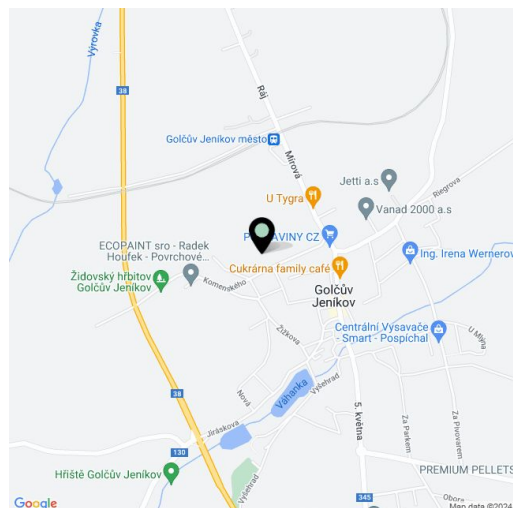 Výrovka
38
Ráj
Golčův Jeníkov město
Mírová
Jetti a.s
Riegrova
U Tygra
Vanad 2000 a.s
CZ
ECOPAINT sro - Radek
Houfek - Povrchové...
Ing. Irena Wernerov
Cukrárna family café
Židovský hřbitov
Golčův Jeníkov
Komenského
Golčův
Jeníkov
Žižkova
Centrální Vysavače
- Smart - Pospíchal
U Mlýna
Váhanka
Vyšehrad
38
Nová
5. května
Jiráskova
Za Parkem
Za Pivovarem
130
Hřiště Golčův Jeníkov
Vyšehrad
PREMIUM PELLETS
345
Obora
Google
Map data ©2024